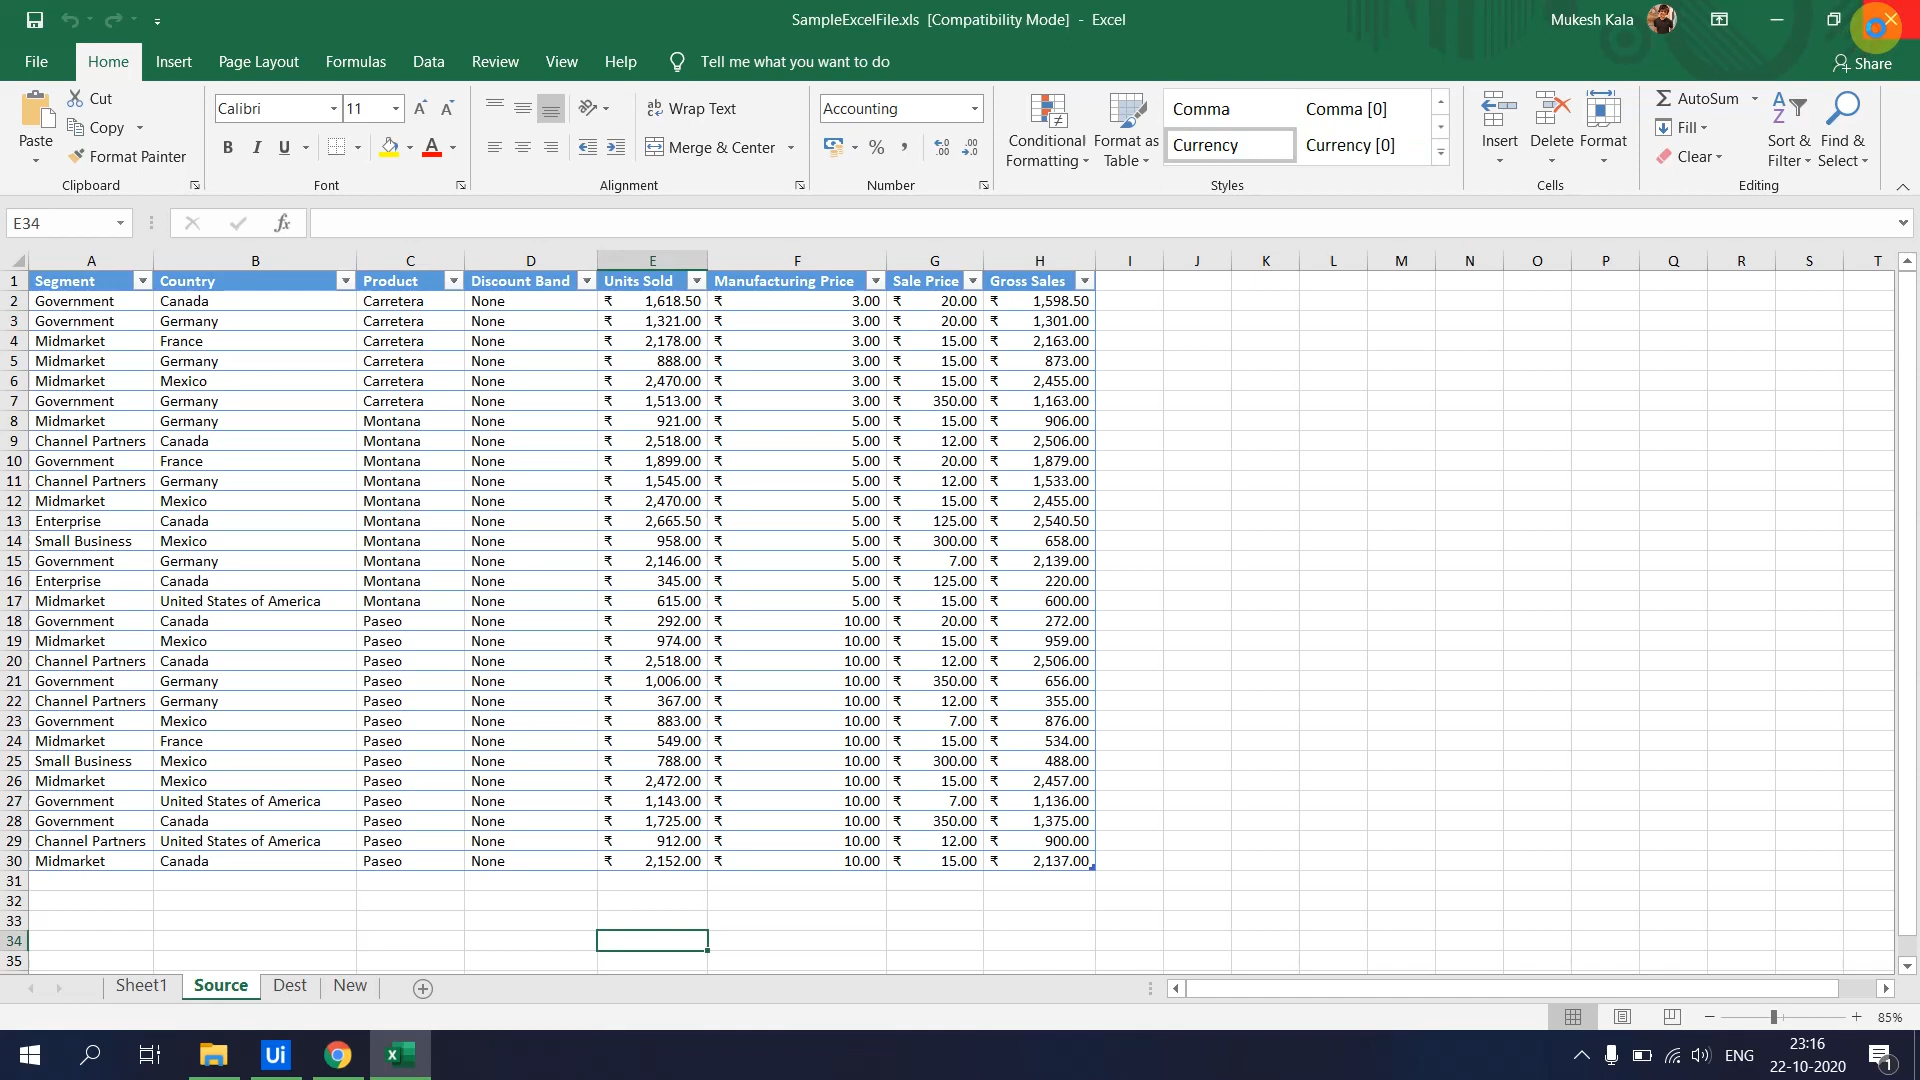 SampleExcelFile.xls [Compatibility Mode] - Excel
Mukesh Kala
File Home Insert Page Layout Formulas Data Review View Help Tell me what you want to do Share
Paste Cut Copy Format Painter Clipboard
Calibri 11 A A B I U A Font
ab Wrap Text Merge & Center Alignment
Accounting % , Number
Conditional Formatting Format as Table
Comma Comma [0]
Currency Currency [0]
Styles
Insert Delete Format Cells
AutoSum Fill Clear Sort & Filter Find & Select Editing
E34 fx
A B C D E F G H I J K L M N O P Q R S T
1 Segment Country Product Discount Band Units Sold Manufacturing Price Sale Price Gross Sales
2 Government Canada Carretera None ₹ 1,618.50 ₹ 3.00 ₹ 20.00 ₹ 1,598.50
3 Government Germany Carretera None ₹ 1,321.00 ₹ 3.00 ₹ 20.00 ₹ 1,301.00
4 Midmarket France Carretera None ₹ 2,178.00 ₹ 3.00 ₹ 15.00 ₹ 2,163.00
5 Midmarket Germany Carretera None ₹ 888.00 ₹ 3.00 ₹ 15.00 ₹ 873.00
6 Midmarket Mexico Carretera None ₹ 2,470.00 ₹ 3.00 ₹ 15.00 ₹ 2,455.00
7 Government Germany Carretera None ₹ 1,513.00 ₹ 3.00 ₹ 350.00 ₹ 1,163.00
8 Midmarket Germany Montana None ₹ 921.00 ₹ 5.00 ₹ 15.00 ₹ 906.00
9 Channel Partners Canada Montana None ₹ 2,518.00 ₹ 5.00 ₹ 12.00 ₹ 2,506.00
10 Government France Montana None ₹ 1,899.00 ₹ 5.00 ₹ 20.00 ₹ 1,879.00
11 Channel Partners Germany Montana None ₹ 1,545.00 ₹ 5.00 ₹ 12.00 ₹ 1,533.00
12 Midmarket Mexico Montana None ₹ 2,470.00 ₹ 5.00 ₹ 15.00 ₹ 2,455.00
13 Enterprise Canada Montana None ₹ 2,665.50 ₹ 5.00 ₹ 125.00 ₹ 2,540.50
14 Small Business Mexico Montana None ₹ 958.00 ₹ 5.00 ₹ 300.00 ₹ 658.00
15 Government Germany Montana None ₹ 2,146.00 ₹ 5.00 ₹ 7.00 ₹ 2,139.00
16 Enterprise Canada Montana None ₹ 345.00 ₹ 5.00 ₹ 125.00 ₹ 220.00
17 Midmarket United States of America Montana None ₹ 615.00 ₹ 5.00 ₹ 15.00 ₹ 600.00
18 Government Canada Paseo None ₹ 292.00 ₹ 10.00 ₹ 20.00 ₹ 272.00
19 Midmarket Mexico Paseo None ₹ 974.00 ₹ 10.00 ₹ 15.00 ₹ 959.00
20 Channel Partners Canada Paseo None ₹ 2,518.00 ₹ 10.00 ₹ 12.00 ₹ 2,506.00
21 Government Germany Paseo None ₹ 1,006.00 ₹ 10.00 ₹ 350.00 ₹ 656.00
22 Channel Partners Germany Paseo None ₹ 367.00 ₹ 10.00 ₹ 12.00 ₹ 355.00
23 Government Mexico Paseo None ₹ 883.00 ₹ 10.00 ₹ 7.00 ₹ 876.00
24 Midmarket France Paseo None ₹ 549.00 ₹ 10.00 ₹ 15.00 ₹ 534.00
25 Small Business Mexico Paseo None ₹ 788.00 ₹ 10.00 ₹ 300.00 ₹ 488.00
26 Midmarket Mexico Paseo None ₹ 2,472.00 ₹ 10.00 ₹ 15.00 ₹ 2,457.00
27 Government United States of America Paseo None ₹ 1,143.00 ₹ 10.00 ₹ 7.00 ₹ 1,136.00
28 Government Canada Paseo None ₹ 1,725.00 ₹ 10.00 ₹ 350.00 ₹ 1,375.00
29 Channel Partners United States of America Paseo None ₹ 912.00 ₹ 10.00 ₹ 12.00 ₹ 900.00
30 Midmarket Canada Paseo None ₹ 2,152.00 ₹ 10.00 ₹ 15.00 ₹ 2,137.00
31
32
33
34
35
Sheet1 Source Dest New
85%
Ui X ENG 23:16
22-10-2020 1